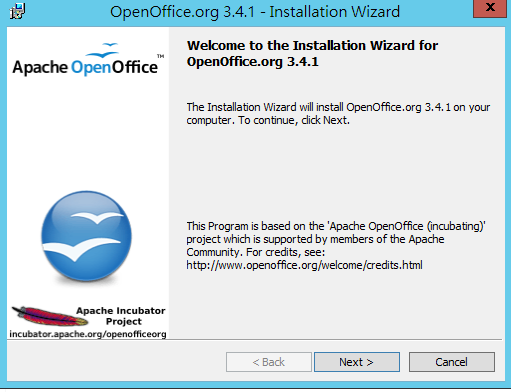 OpenOffice.org 3.4.1 - Installation Wizard
X
Apache OpenOffice™
Welcome to the Installation Wizard for
OpenOffice.org 3.4.1
The Installation Wizard will install OpenOffice.org 3.4.1 on your
computer. To continue, click Next.
This Program is based on the 'Apache OpenOffice (incubating)'
project which is supported by members of the Apache
Community. For credits, see:
http://www.openoffice.org/welcome/credits.html
Apache Incubator
Project
incubator.apache.org/openofficeorg
< Back
Next >
Cancel